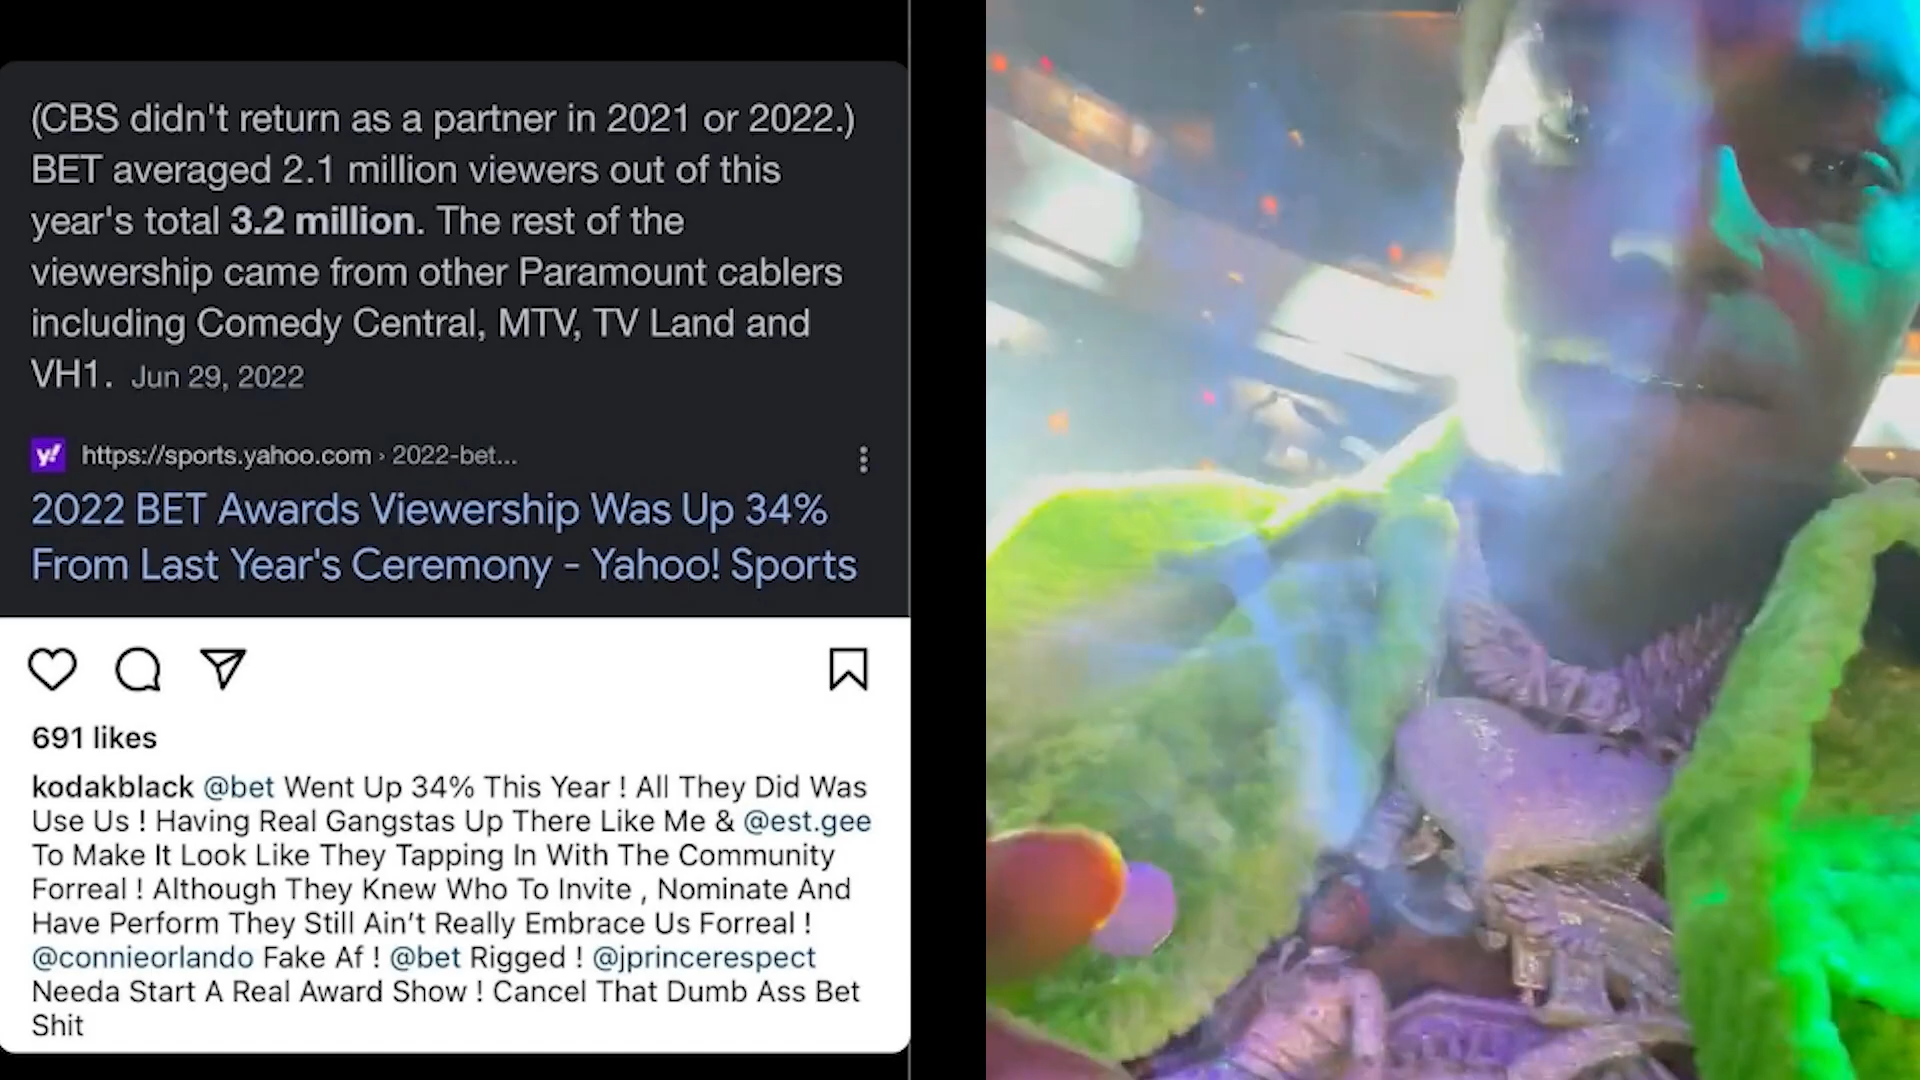 (CBS didn't return as a partner in 2021 or 2022.)
BET averaged 2.1 million viewers out of this
year's total 3.2 million. The rest of the
viewership came from other Paramount cablers
including Comedy Central, MTV, TV Land and
VH1. Jun 29, 2022
y! https://sports.yahoo.com › 2022-bet...
2022 BET Awards Viewership Was Up 34%
From Last Year's Ceremony - Yahoo! Sports
691 likes
kodakblack @bet Went Up 34% This Year ! All They Did Was
Use Us ! Having Real Gangstas Up There Like Me & @est.gee
To Make It Look Like They Tapping In With The Community
Forreal ! Although They Knew Who To Invite , Nominate And
Have Perform They Still Ain’t Really Embrace Us Forreal !
@connieorlando Fake Af ! @bet Rigged ! @jprincerespect
Needa Start A Real Award Show ! Cancel That Dumb Ass Bet
Shit